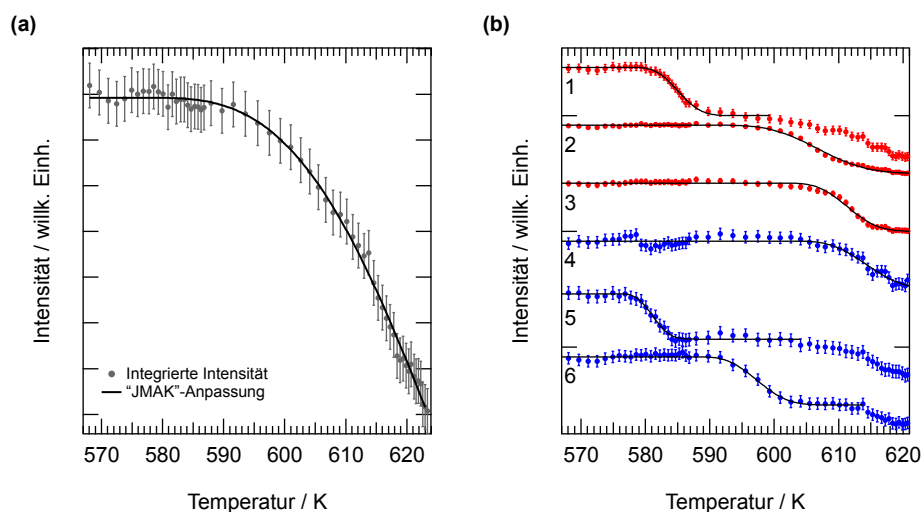 (a)
Intensität / willk. Einh.
Integrierte Intensität
“JMAK”-Anpassung
570 580 590 600 610 620
Temperatur / K
(b)
Intensität / willk. Einh.
1
2
3
4
5
6
570 580 590 600 610 620
Temperatur / K